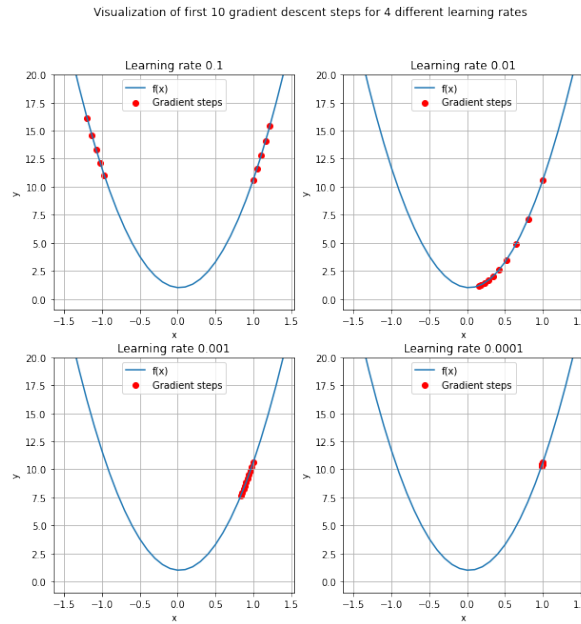 Visualization of first 10 gradient descent steps for 4 different learning rates
Learning rate 0.1
20.0
17.5
15.0
12.5
10.0
7.5
5.0
2.5
0.0
y
f(x)
Gradient steps
−1.5 −1.0 −0.5 0.0 0.5 1.0 1.5
x
Learning rate 0.01
20.0
17.5
15.0
12.5
10.0
7.5
5.0
2.5
0.0
y
f(x)
Gradient steps
−1.5 −1.0 −0.5 0.0 0.5 1.0 1.5
x
Learning rate 0.001
20.0
17.5
15.0
12.5
10.0
7.5
5.0
2.5
0.0
y
f(x)
Gradient steps
−1.5 −1.0 −0.5 0.0 0.5 1.0 1.5
x
Learning rate 0.0001
20.0
17.5
15.0
12.5
10.0
7.5
5.0
2.5
0.0
y
f(x)
Gradient steps
−1.5 −1.0 −0.5 0.0 0.5 1.0 1.5
x